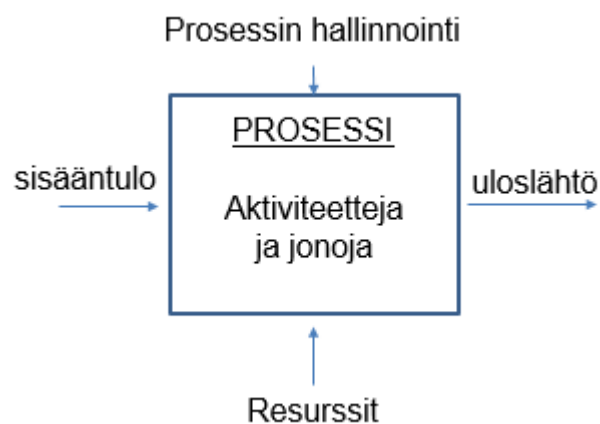 Prosessin hallinnointi
PROSESSI
sisääntulo
uloslähtö
Aktiviteetteja
ja jonoja
Resurssit